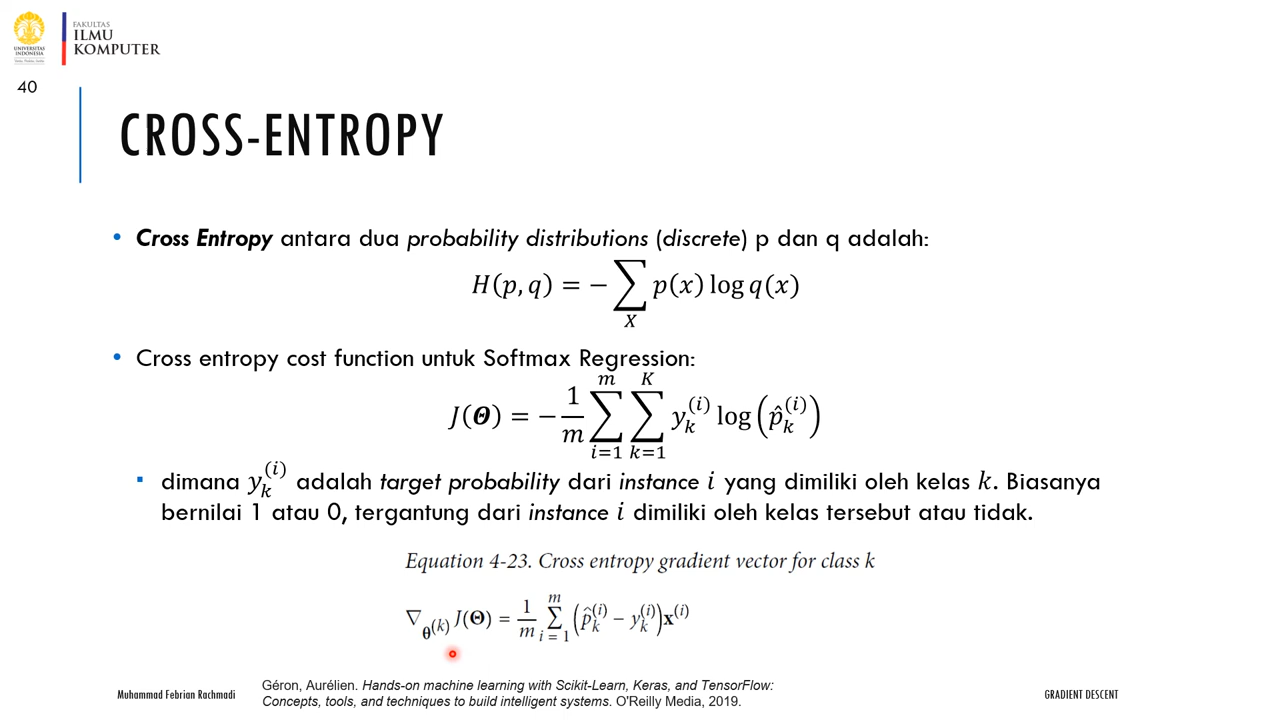 UNIVERSITAS
INDONESIA
FAKULTAS
ILMU
KOMPUTER
40
CROSS-ENTROPY
• Cross Entropy antara dua probability distributions (discrete) p dan q adalah:
H(p, q) = − ∑_X p(x) log q(x)
• Cross entropy cost function untuk Softmax Regression:
J(Θ) = − 1/m ∑_{i=1}^{m} ∑_{k=1}^{K} y_k^{(i)} log(p̂_k^{(i)})
▪ dimana y_k^{(i)} adalah target probability dari instance i yang dimiliki oleh kelas k. Biasanya
bernilai 1 atau 0, tergantung dari instance i dimiliki oleh kelas tersebut atau tidak.
Equation 4-23. Cross entropy gradient vector for class k
∇_{θ^{(k)}} J(Θ) = 1/m ∑_{i = 1}^{m} (p̂_k^{(i)} − y_k^{(i)}) x^{(i)}
Muhammad Febrian Rachmadi
Géron, Aurélien. Hands-on machine learning with Scikit-Learn, Keras, and TensorFlow:
Concepts, tools, and techniques to build intelligent systems. O'Reilly Media, 2019.
GRADIENT DESCENT